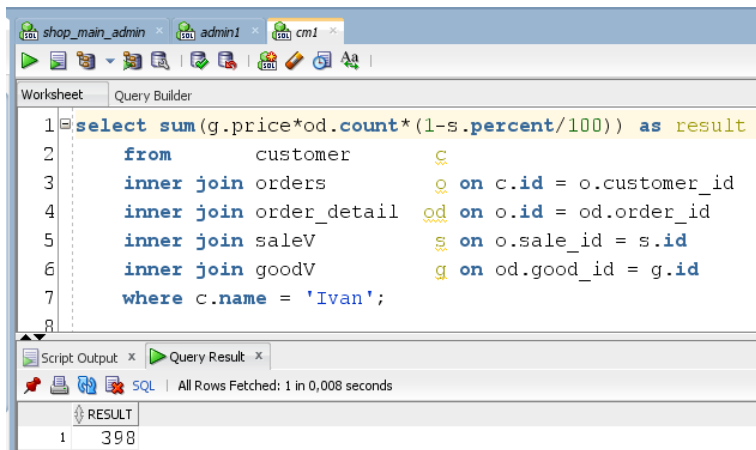 shop_main_admin × admin1 × cm1 ×
Worksheet Query Builder
1 select sum(g.price*od.count*(1-s.percent/100)) as result
2 from customer c
3 inner join orders o on c.id = o.customer_id
4 inner join order_detail od on o.id = od.order_id
5 inner join saleV s on o.sale_id = s.id
6 inner join goodV g on od.good_id = g.id
7 where c.name = 'Ivan';
8
Script Output × Query Result ×
SQL | All Rows Fetched: 1 in 0,008 seconds
RESULT
1 398